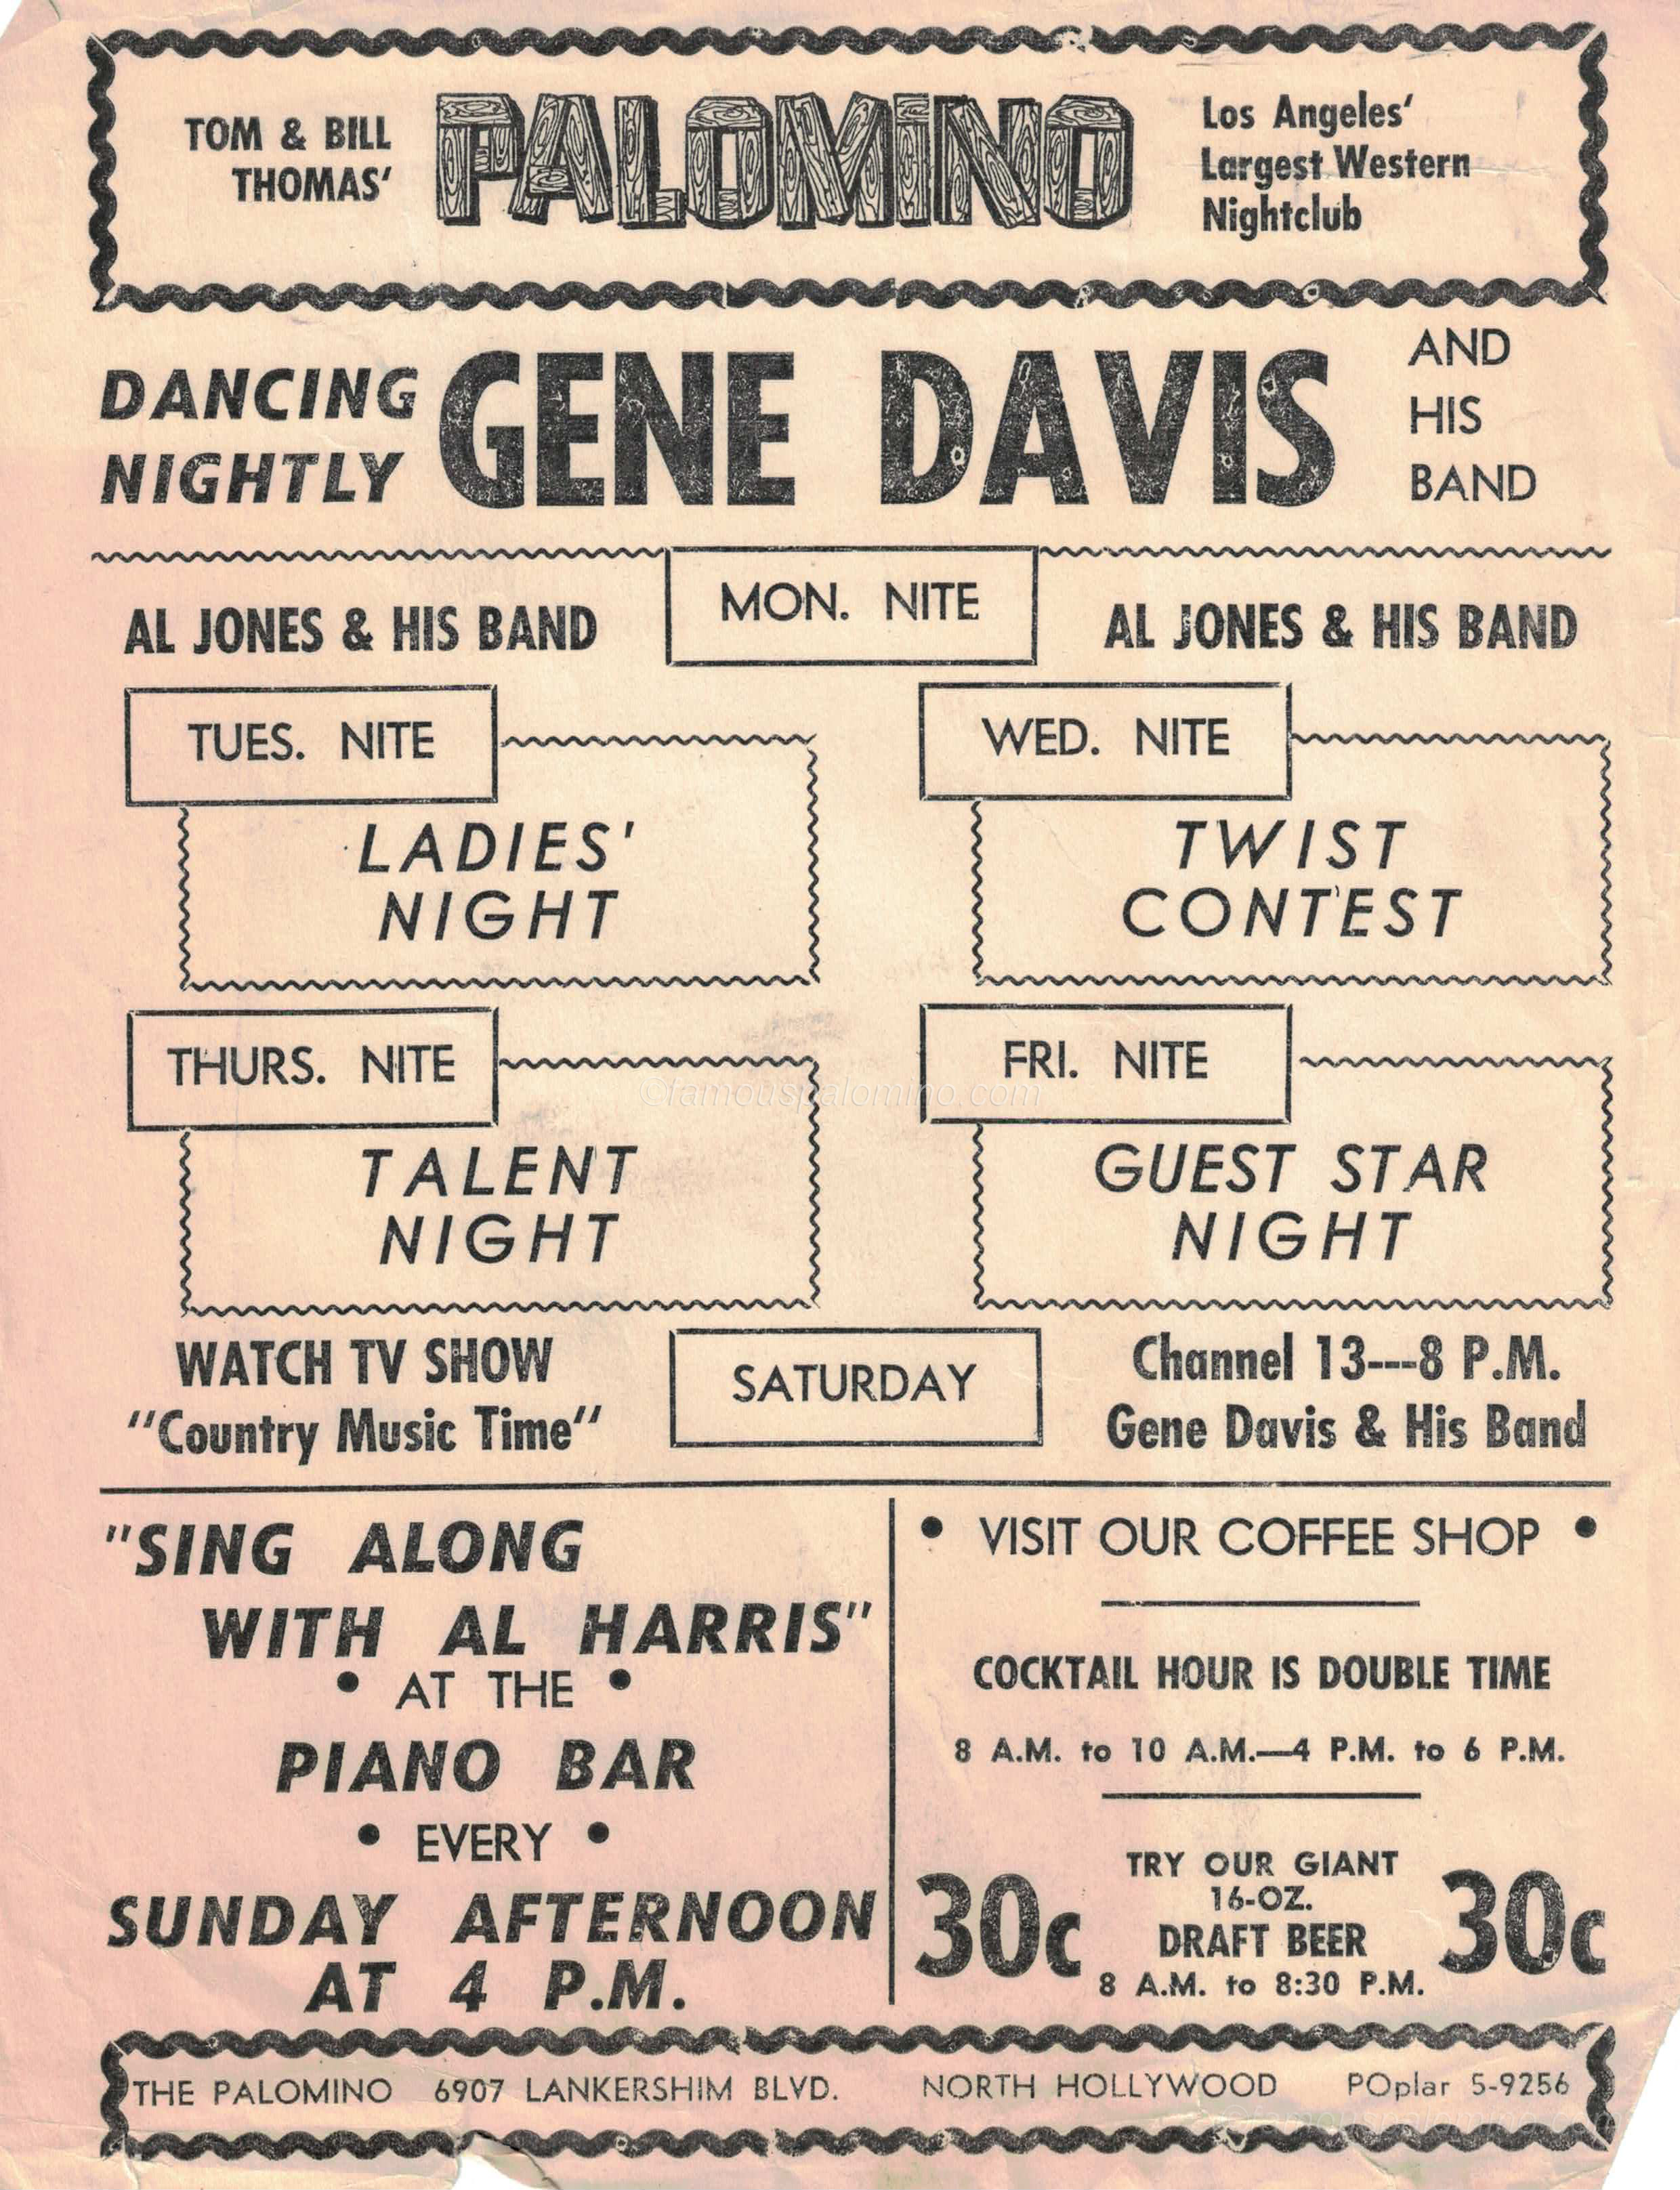 TOM & BILL
THOMAS'
PALOMINO
Los Angeles'
Largest Western
Nightclub
DANCING
NIGHTLY
GENE DAVIS
AND
HIS
BAND
AL JONES & HIS BAND
MON. NITE
AL JONES & HIS BAND
TUES. NITE
LADIES'
NIGHT
WED. NITE
TWIST
CONTEST
THURS. NITE
TALENT
NIGHT
FRI. NITE
GUEST STAR
NIGHT
©famouspalomino.com
WATCH TV SHOW
"Country Music Time"
SATURDAY
Channel 13---8 P.M.
Gene Davis & His Band
"SING ALONG
WITH AL HARRIS"
• AT THE •
PIANO BAR
• EVERY •
SUNDAY AFTERNOON
AT 4 P.M.
• VISIT OUR COFFEE SHOP •
COCKTAIL HOUR IS DOUBLE TIME
8 A.M. to 10 A.M.—4 P.M. to 6 P.M.
30c
TRY OUR GIANT
16-OZ.
DRAFT BEER
8 A.M. to 8:30 P.M.
30c
THE PALOMINO 6907 LANKERSHIM BLVD. NORTH HOLLYWOOD POplar 5-9256